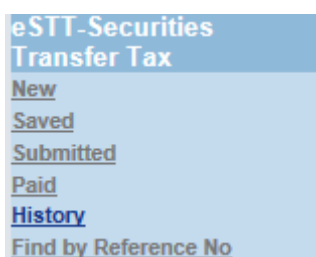 eSTT-Securities
Transfer Tax
New
Saved
Submitted
Paid
History
Find by Reference No